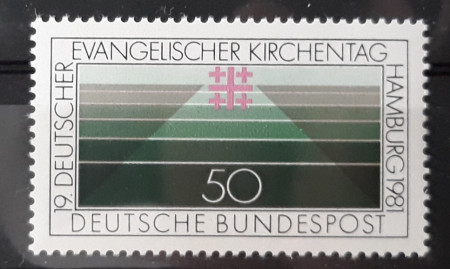 19. DEUTSCHER
EVANGELISCHER KIRCHENTAG
HAMBURG 1981
50
DEUTSCHE BUNDESPOST